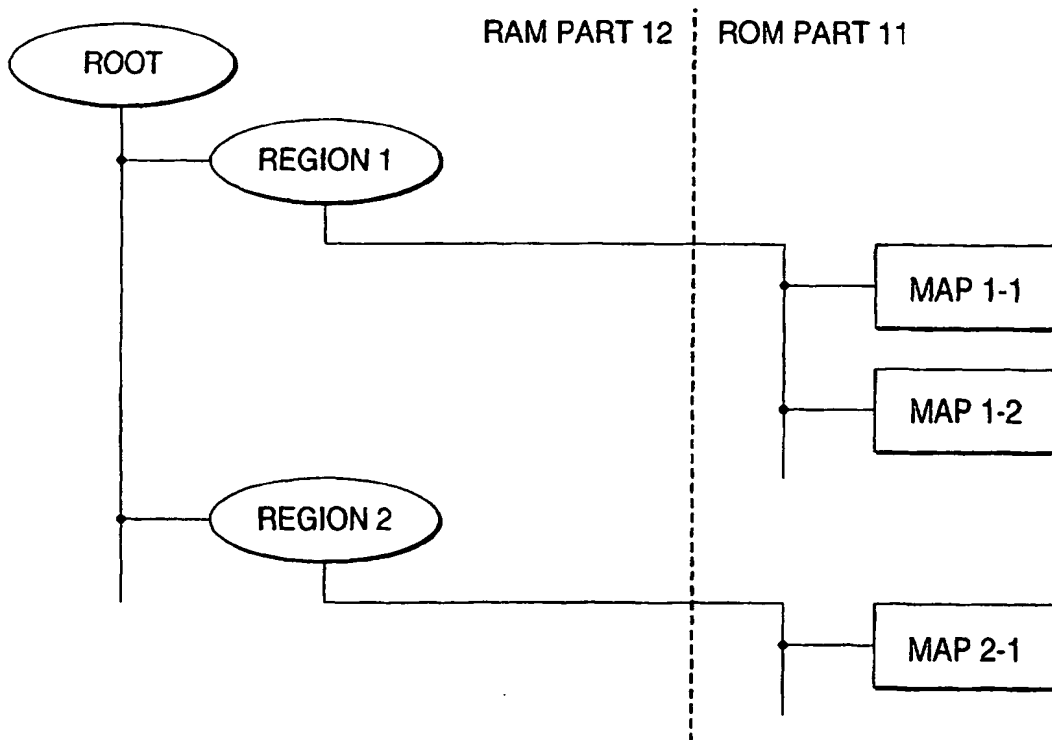 RAM PART 12
ROM PART 11
ROOT
REGION 1
MAP 1-1
MAP 1-2
REGION 2
MAP 2-1